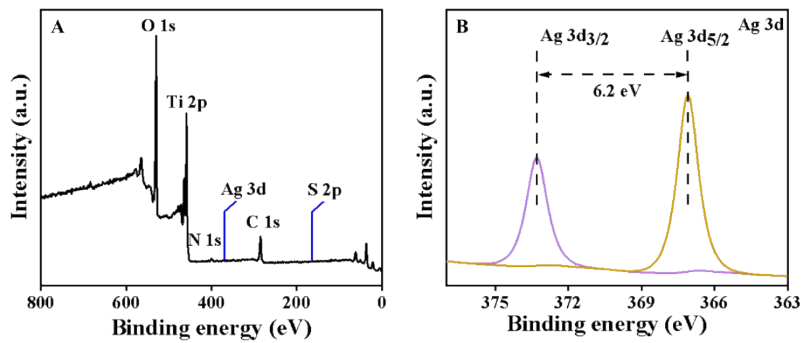 A
O 1s
Ti 2p
Ag 3d
S 2p
N 1s
C 1s
Intensity (a.u.)
800
600
400
200
0
Binding energy (eV)
B
Ag 3d
Ag 3d3/2
Ag 3d5/2
6.2 eV
Intensity (a.u.)
375
372
369
366
363
Binding energy (eV)